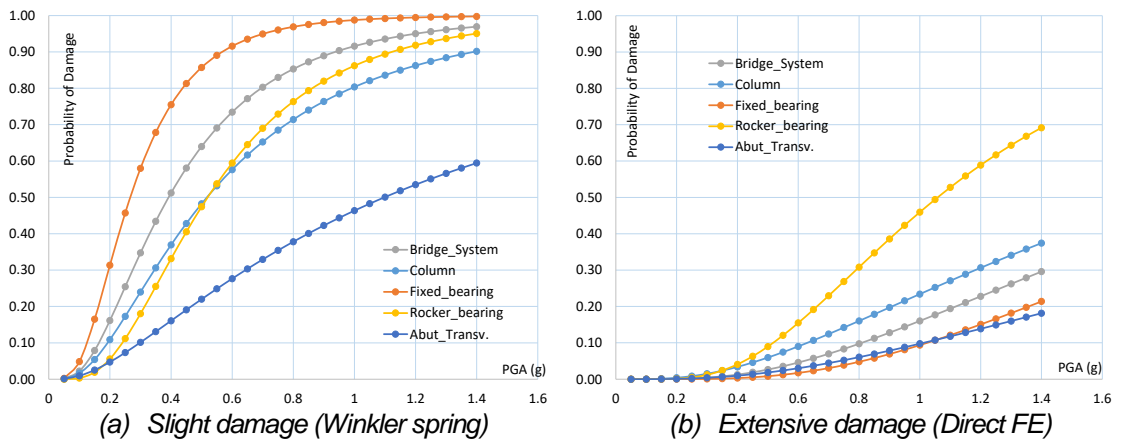 1.00
0.90
0.80
0.70
0.60
0.50
0.40
0.30
0.20
0.10
0.00
Probability of Damage
Bridge_System
Column
Fixed_bearing
Rocker_bearing
Abut_Transv.
PGA (g)
0 0.2 0.4 0.6 0.8 1 1.2 1.4 1.6
(a) Slight damage (Winkler spring)
1.00
0.90
0.80
0.70
0.60
0.50
0.40
0.30
0.20
0.10
0.00
Probability of Damage
Bridge_System
Column
Fixed_bearing
Rocker_bearing
Abut_Transv.
PGA (g)
0 0.2 0.4 0.6 0.8 1 1.2 1.4 1.6
(b) Extensive damage (Direct FE)